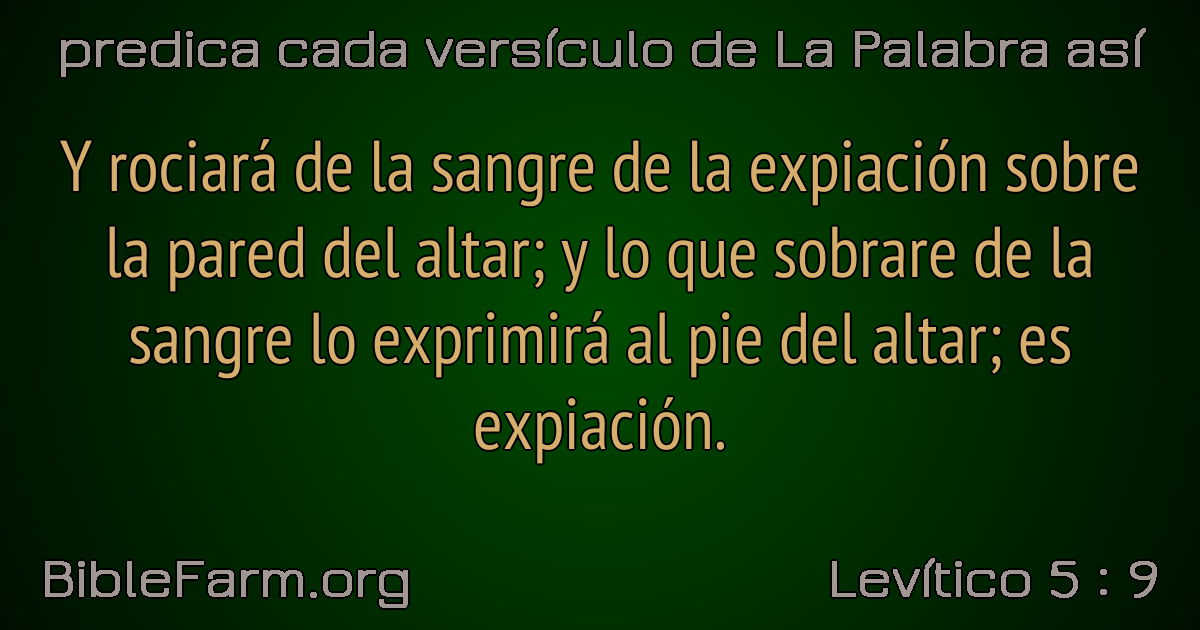 predica cada versículo de La Palabra así
Y rociará de la sangre de la expiación sobre
la pared del altar; y lo que sobrare de la
sangre lo exprimirá al pie del altar; es
expiación.
BibleFarm.org
Levítico 5 : 9